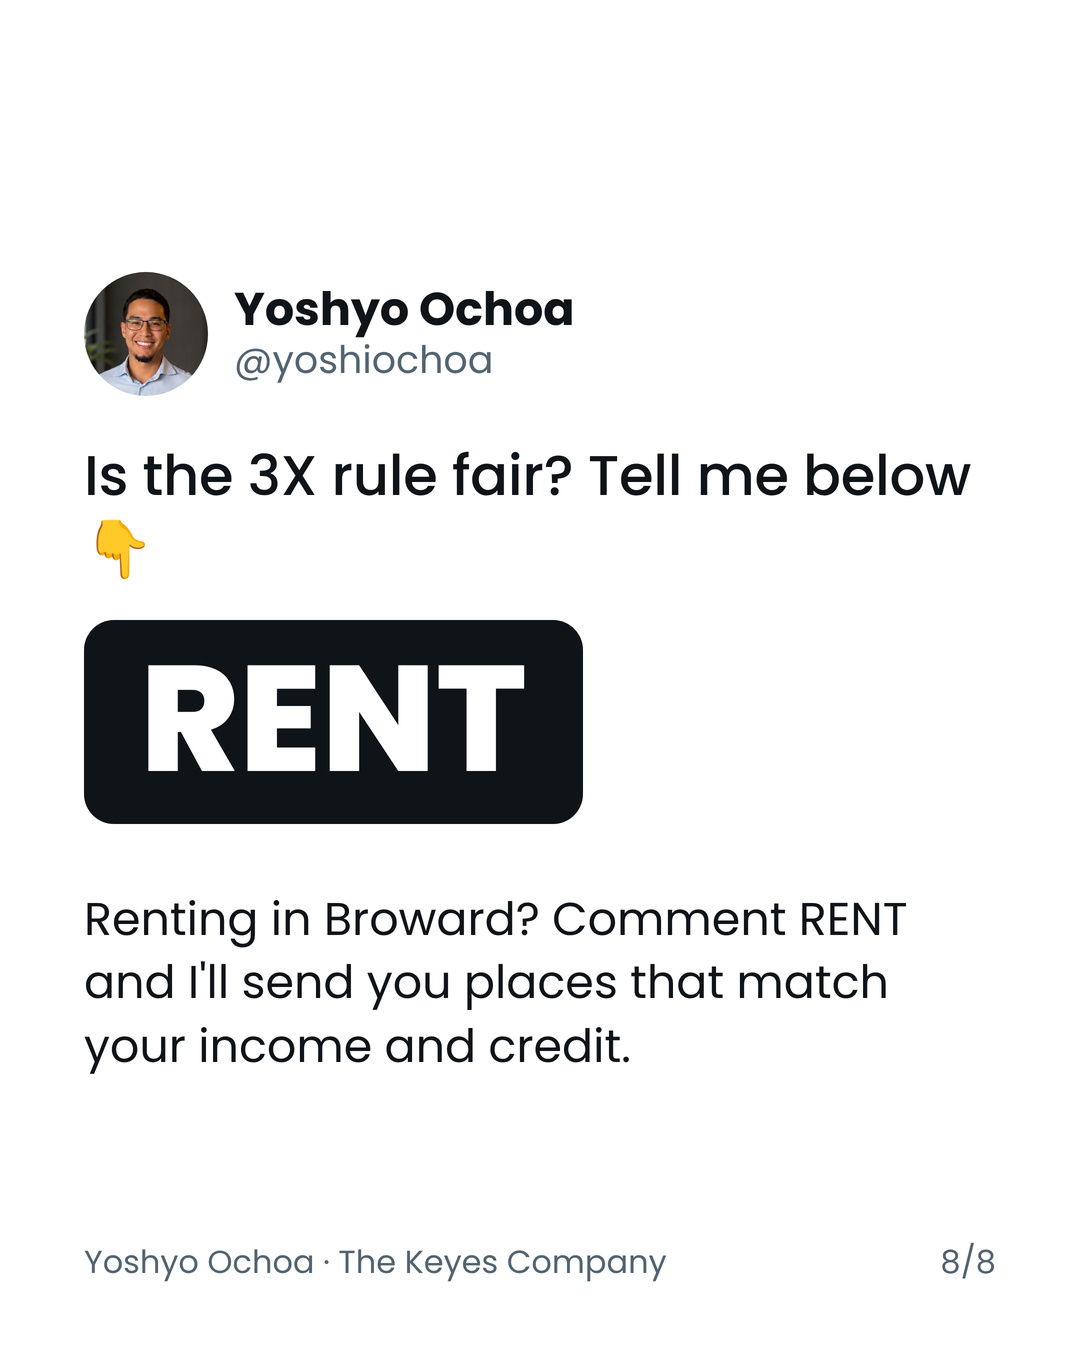 Yoshyo Ochoa
@yoshiochoa
Is the 3X rule fair? Tell me below
👇
RENT
Renting in Broward? Comment RENT
and I'll send you places that match
your income and credit.
Yoshyo Ochoa · The Keyes Company
8/8